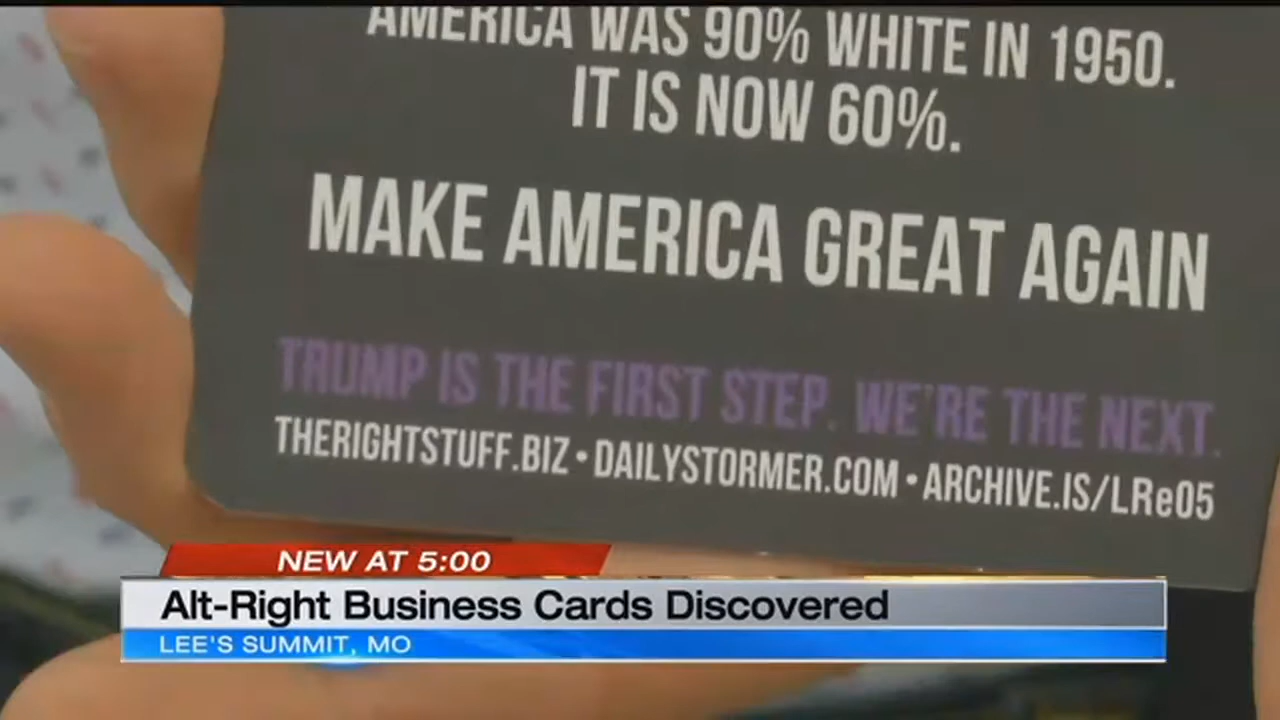 AMERICA WAS 90% WHITE IN 1950.
IT IS NOW 60%.
MAKE AMERICA GREAT AGAIN
TRUMP IS THE FIRST STEP. WE'RE THE NEXT.
THERIGHTSTUFF.BIZ • DAILYSTORMER.COM • ARCHIVE.IS/LRe05
NEW AT 5:00
Alt-Right Business Cards Discovered
LEE'S SUMMIT, MO